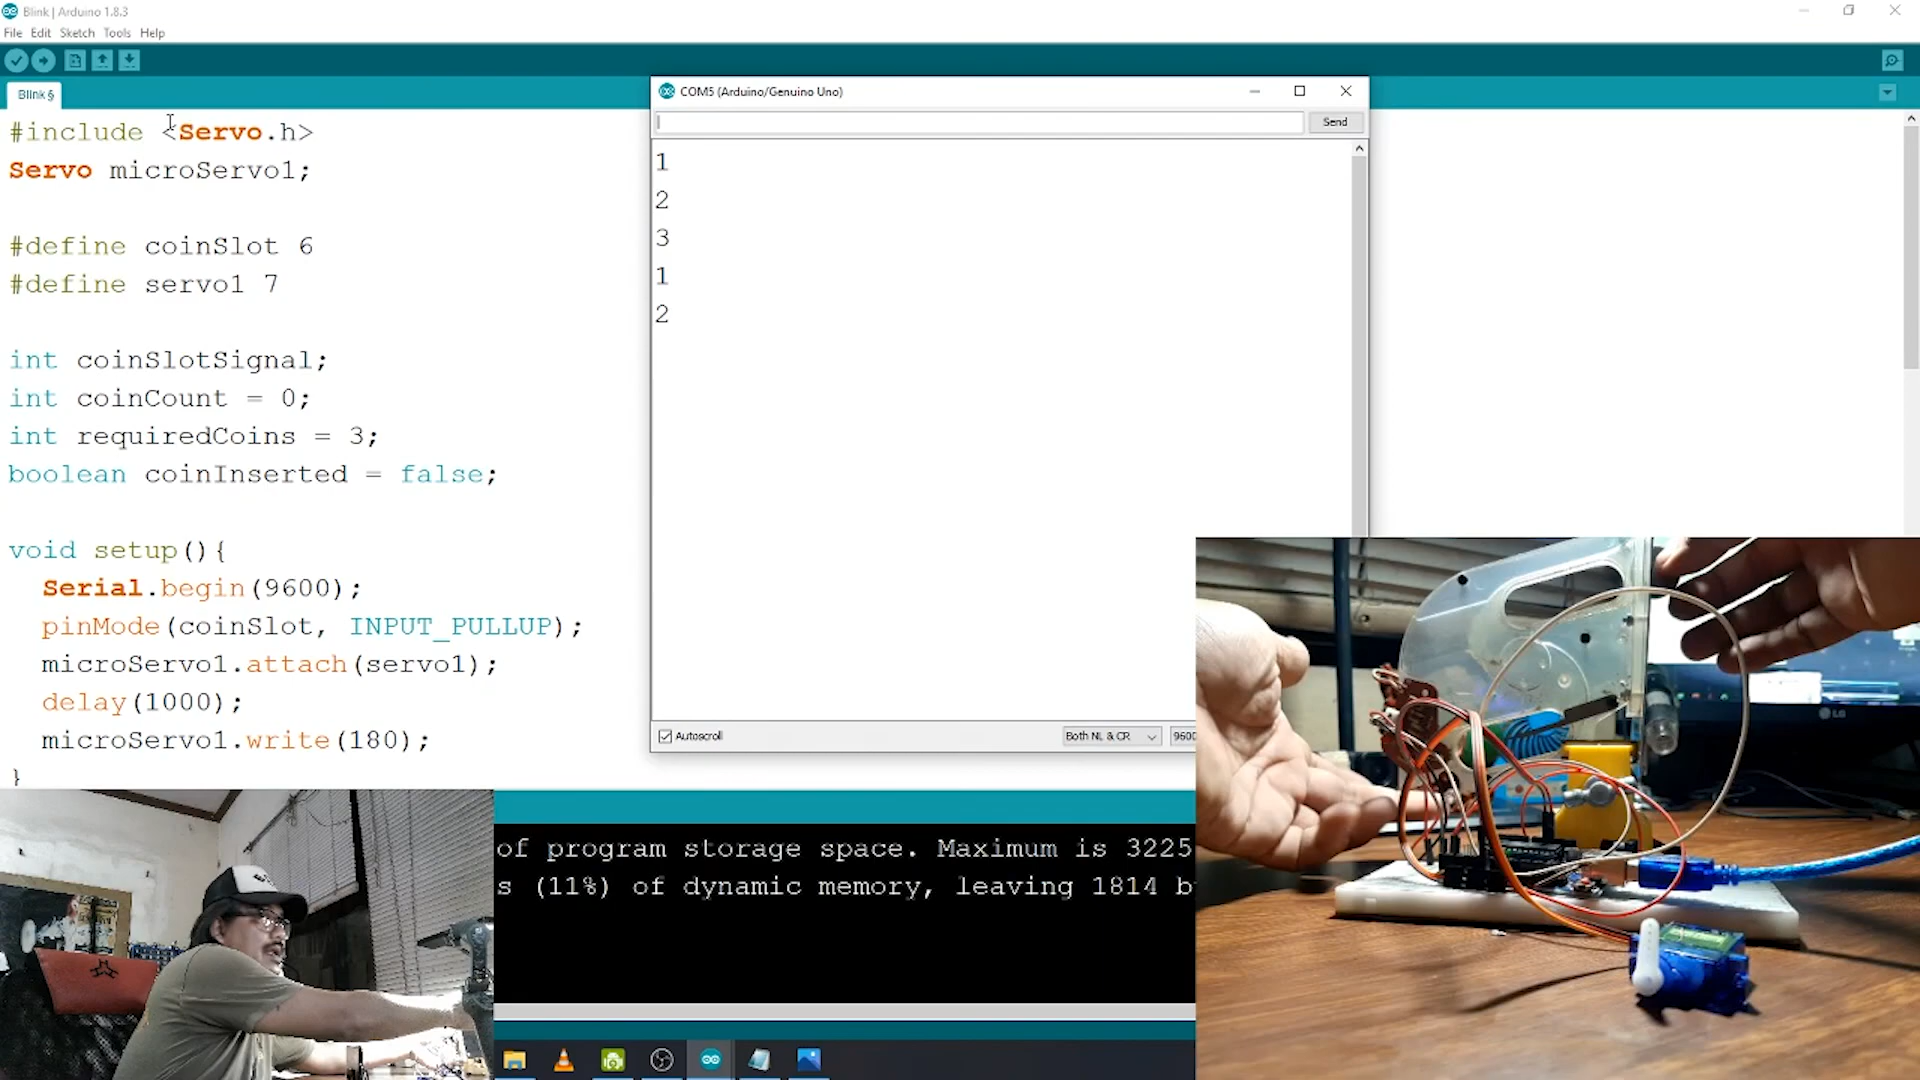 Blink | Arduino 1.8.3
File Edit Sketch Tools Help
Blink §
#include <Servo.h>
Servo microServo1;
#define coinSlot 6
#define servo1 7
int coinSlotSignal;
int coinCount = 0;
int requiredCoins = 3;
boolean coinInserted = false;
void setup(){
Serial.begin(9600);
pinMode(coinSlot, INPUT_PULLUP);
microServo1.attach(servo1);
delay(1000);
microServo1.write(180);
}
COM5 (Arduino/Genuino Uno)
Send
1
2
3
1
2
Autoscroll
Both NL & CR
9600
of program storage space. Maximum is 3225
s (11%) of dynamic memory, leaving 1814 b
LG